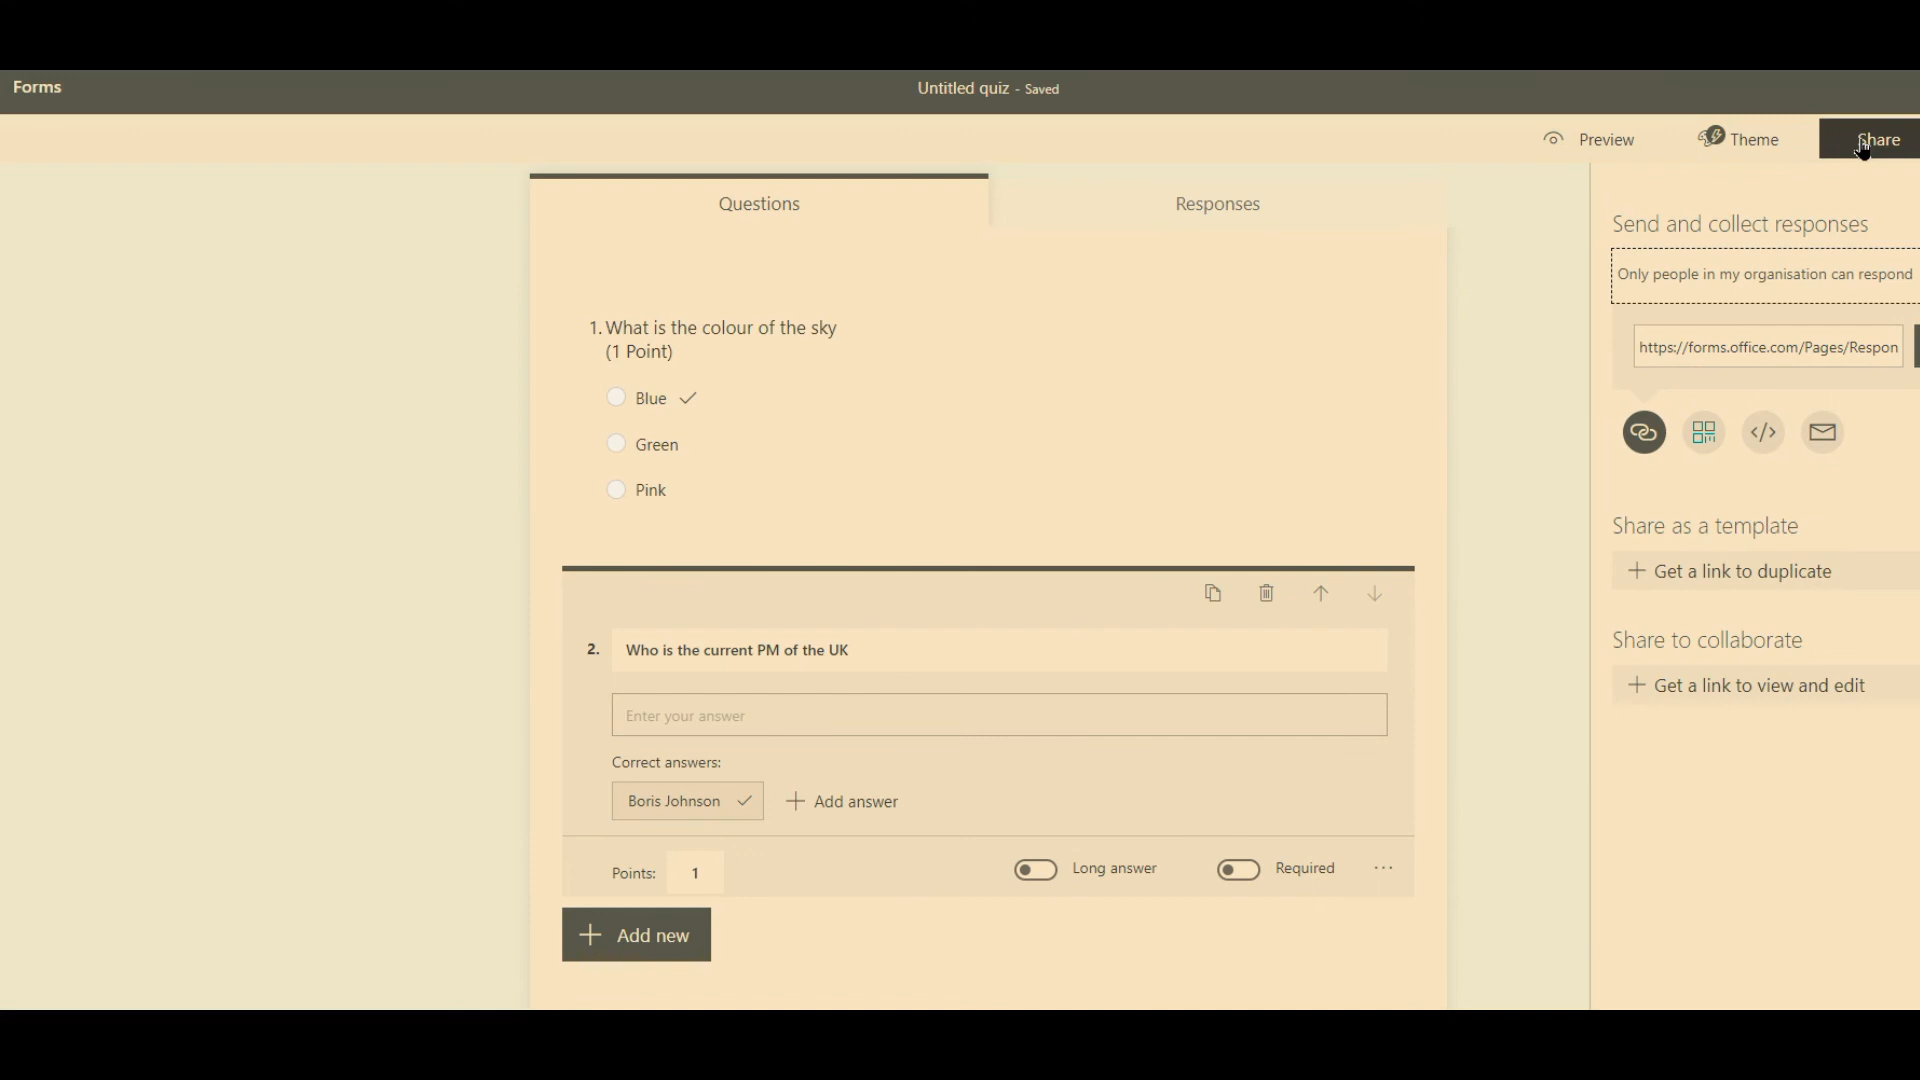 Forms
Untitled quiz - Saved
Preview
Theme
Share
Questions
Responses
Send and collect responses
Only people in my organisation can respond
https://forms.office.com/Pages/Respon
1. What is the colour of the sky
(1 Point)
Blue
Green
Pink
Share as a template
+ Get a link to duplicate
Share to collaborate
+ Get a link to view and edit
2. Who is the current PM of the UK
Enter your answer
Correct answers:
Boris Johnson
+ Add answer
Points: 1
Long answer
Required
+ Add new